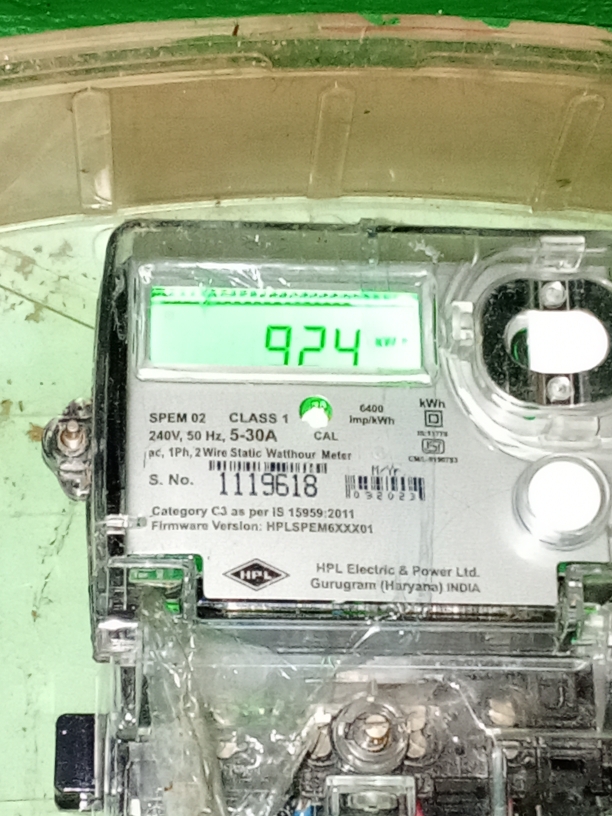 924 kWh
SPEM 02 CLASS 1 6400 imp/kWh kWh
240V, 50 Hz, 5-30A CAL
ac, 1Ph, 2 Wire Static Watthour Meter
S. No. 1119618
M/Yr
032023
Category C3 as per IS 15959:2011
Firmware Version: HPLSPEM6XXX01
HPL
HPL Electric & Power Ltd.
Gurugram (Haryana) INDIA